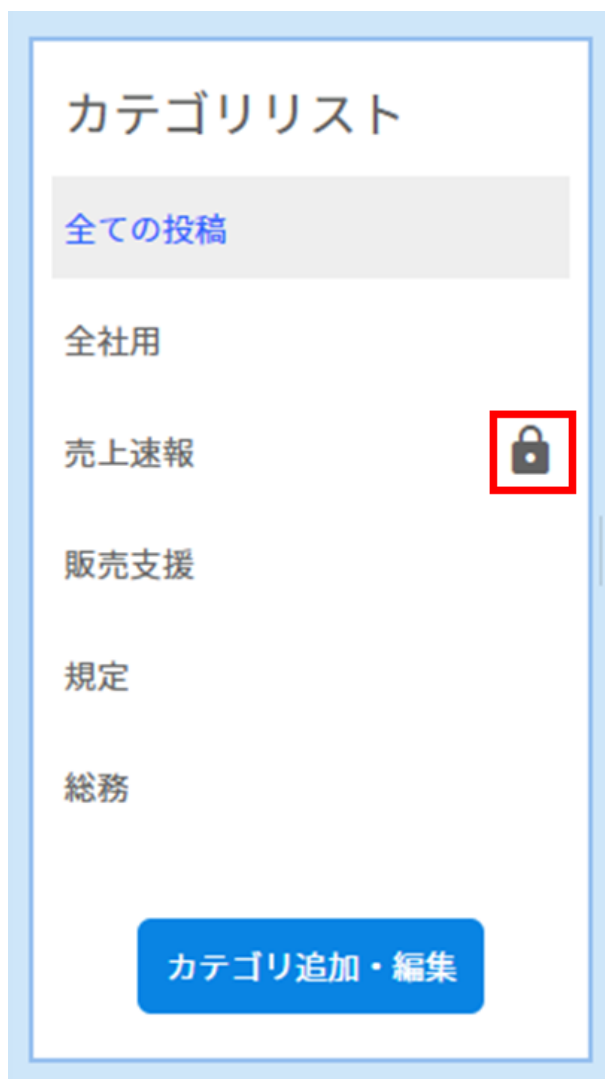 カテゴリリスト
全ての投稿
全社用
売上速報
販売支援
規定
総務
カテゴリ追加・編集